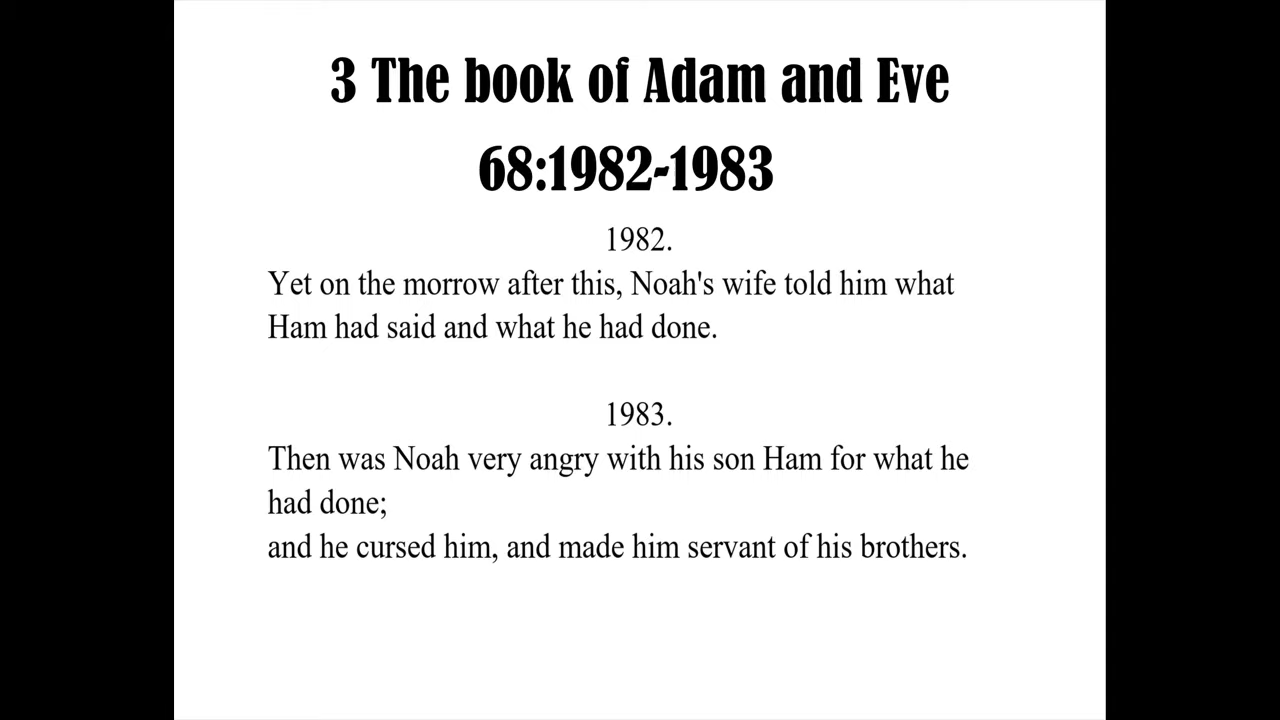 3 The book of Adam and Eve
68:1982-1983
1982.
Yet on the morrow after this, Noah's wife told him what
Ham had said and what he had done.
1983.
Then was Noah very angry with his son Ham for what he
had done;
and he cursed him, and made him servant of his brothers.